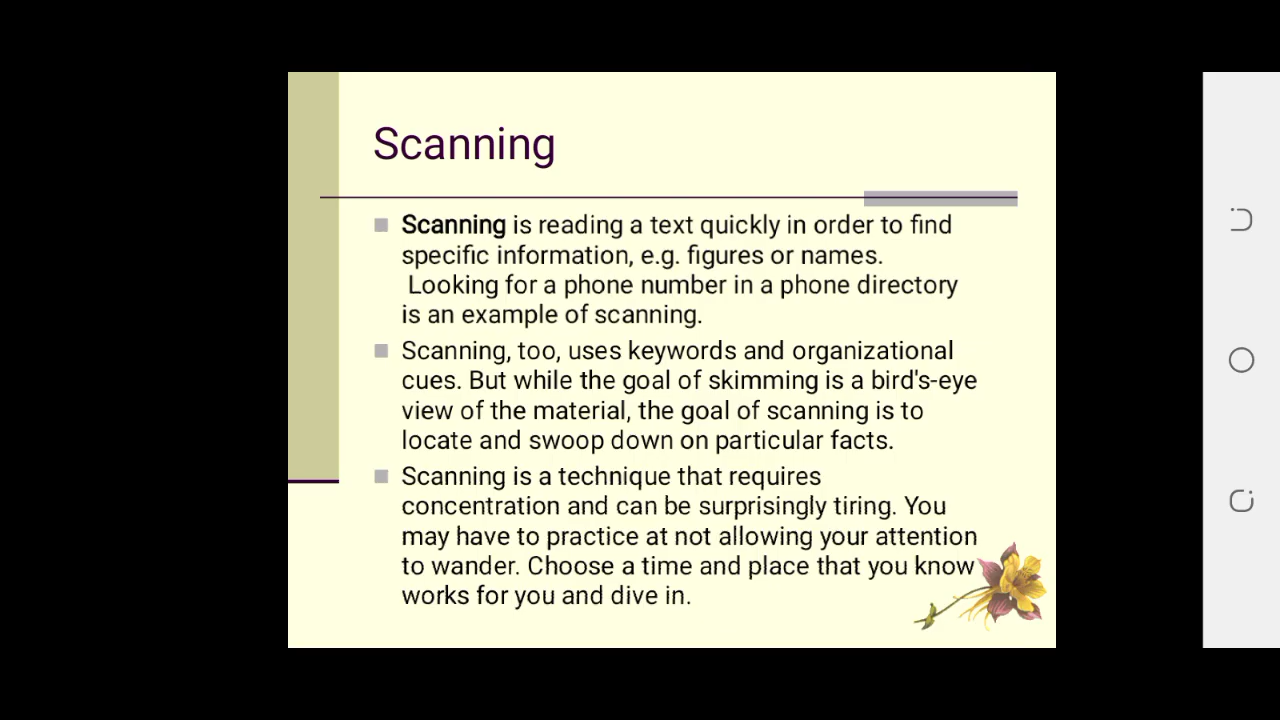 Scanning
Scanning is reading a text quickly in order to find
specific information, e.g. figures or names.
Looking for a phone number in a phone directory
is an example of scanning.
Scanning, too, uses keywords and organizational
cues. But while the goal of skimming is a bird's-eye
view of the material, the goal of scanning is to
locate and swoop down on particular facts.
Scanning is a technique that requires
concentration and can be surprisingly tiring. You
may have to practice at not allowing your attention
to wander. Choose a time and place that you know
works for you and dive in.